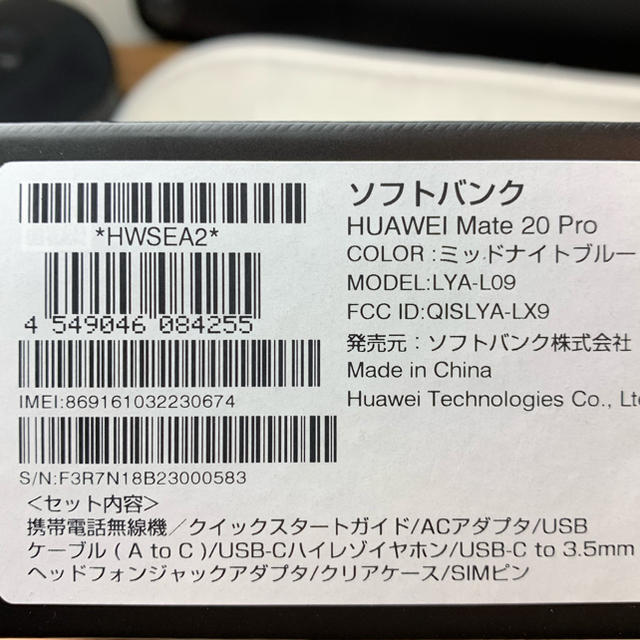 ソフトバンク
HUAWEI Mate 20 Pro
COLOR :ミッドナイトブルー
MODEL:LYA-L09
FCC ID:QISLYA-LX9
発売元：ソフトバンク株式会社
Made in China
Huawei Technologies Co., Ltd
*HWSEA2*
4 549046 084255
IMEI:869161032230674
S/N:F3R7N18B23000583
＜セット内容＞
携帯電話無線機／クイックスタートガイド/ACアダプタ/USB
ケーブル ( A to C )/USB-Cハイレゾイヤホン/USB-C to 3.5mm
ヘッドフォンジャックアダプタ/クリアケース/SIMピン